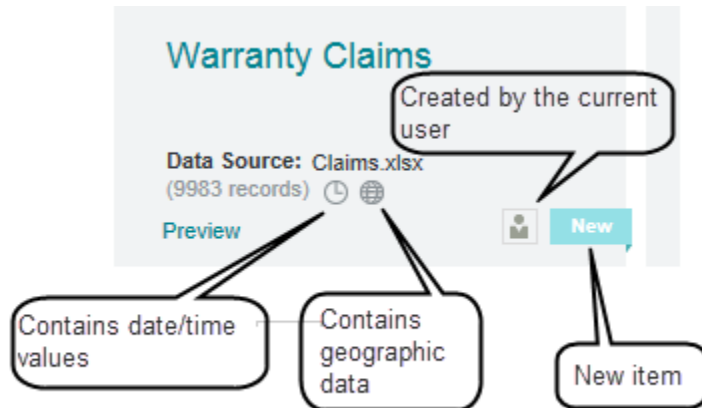 Warranty Claims
Created by the current
user
Data Source: Claims.xlsx
(9983 records)
Preview
New
Contains date/time
values
Contains
geographic
data
New item